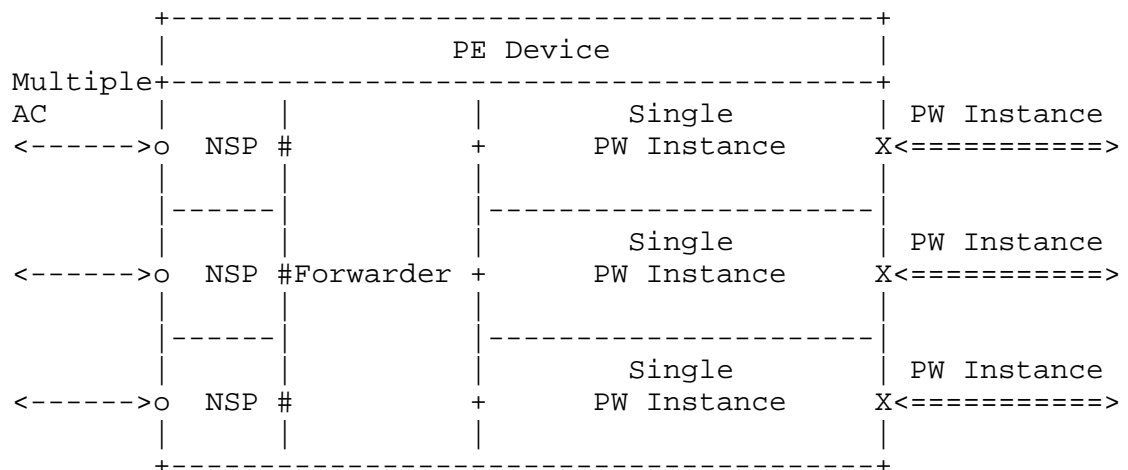 PE Device
Multiple
AC Single PW Instance
<------>o NSP # + PW Instance X<===========>
Single PW Instance
<------>o NSP #Forwarder + PW Instance X<===========>
Single PW Instance
<------>o NSP # + PW Instance X<===========>